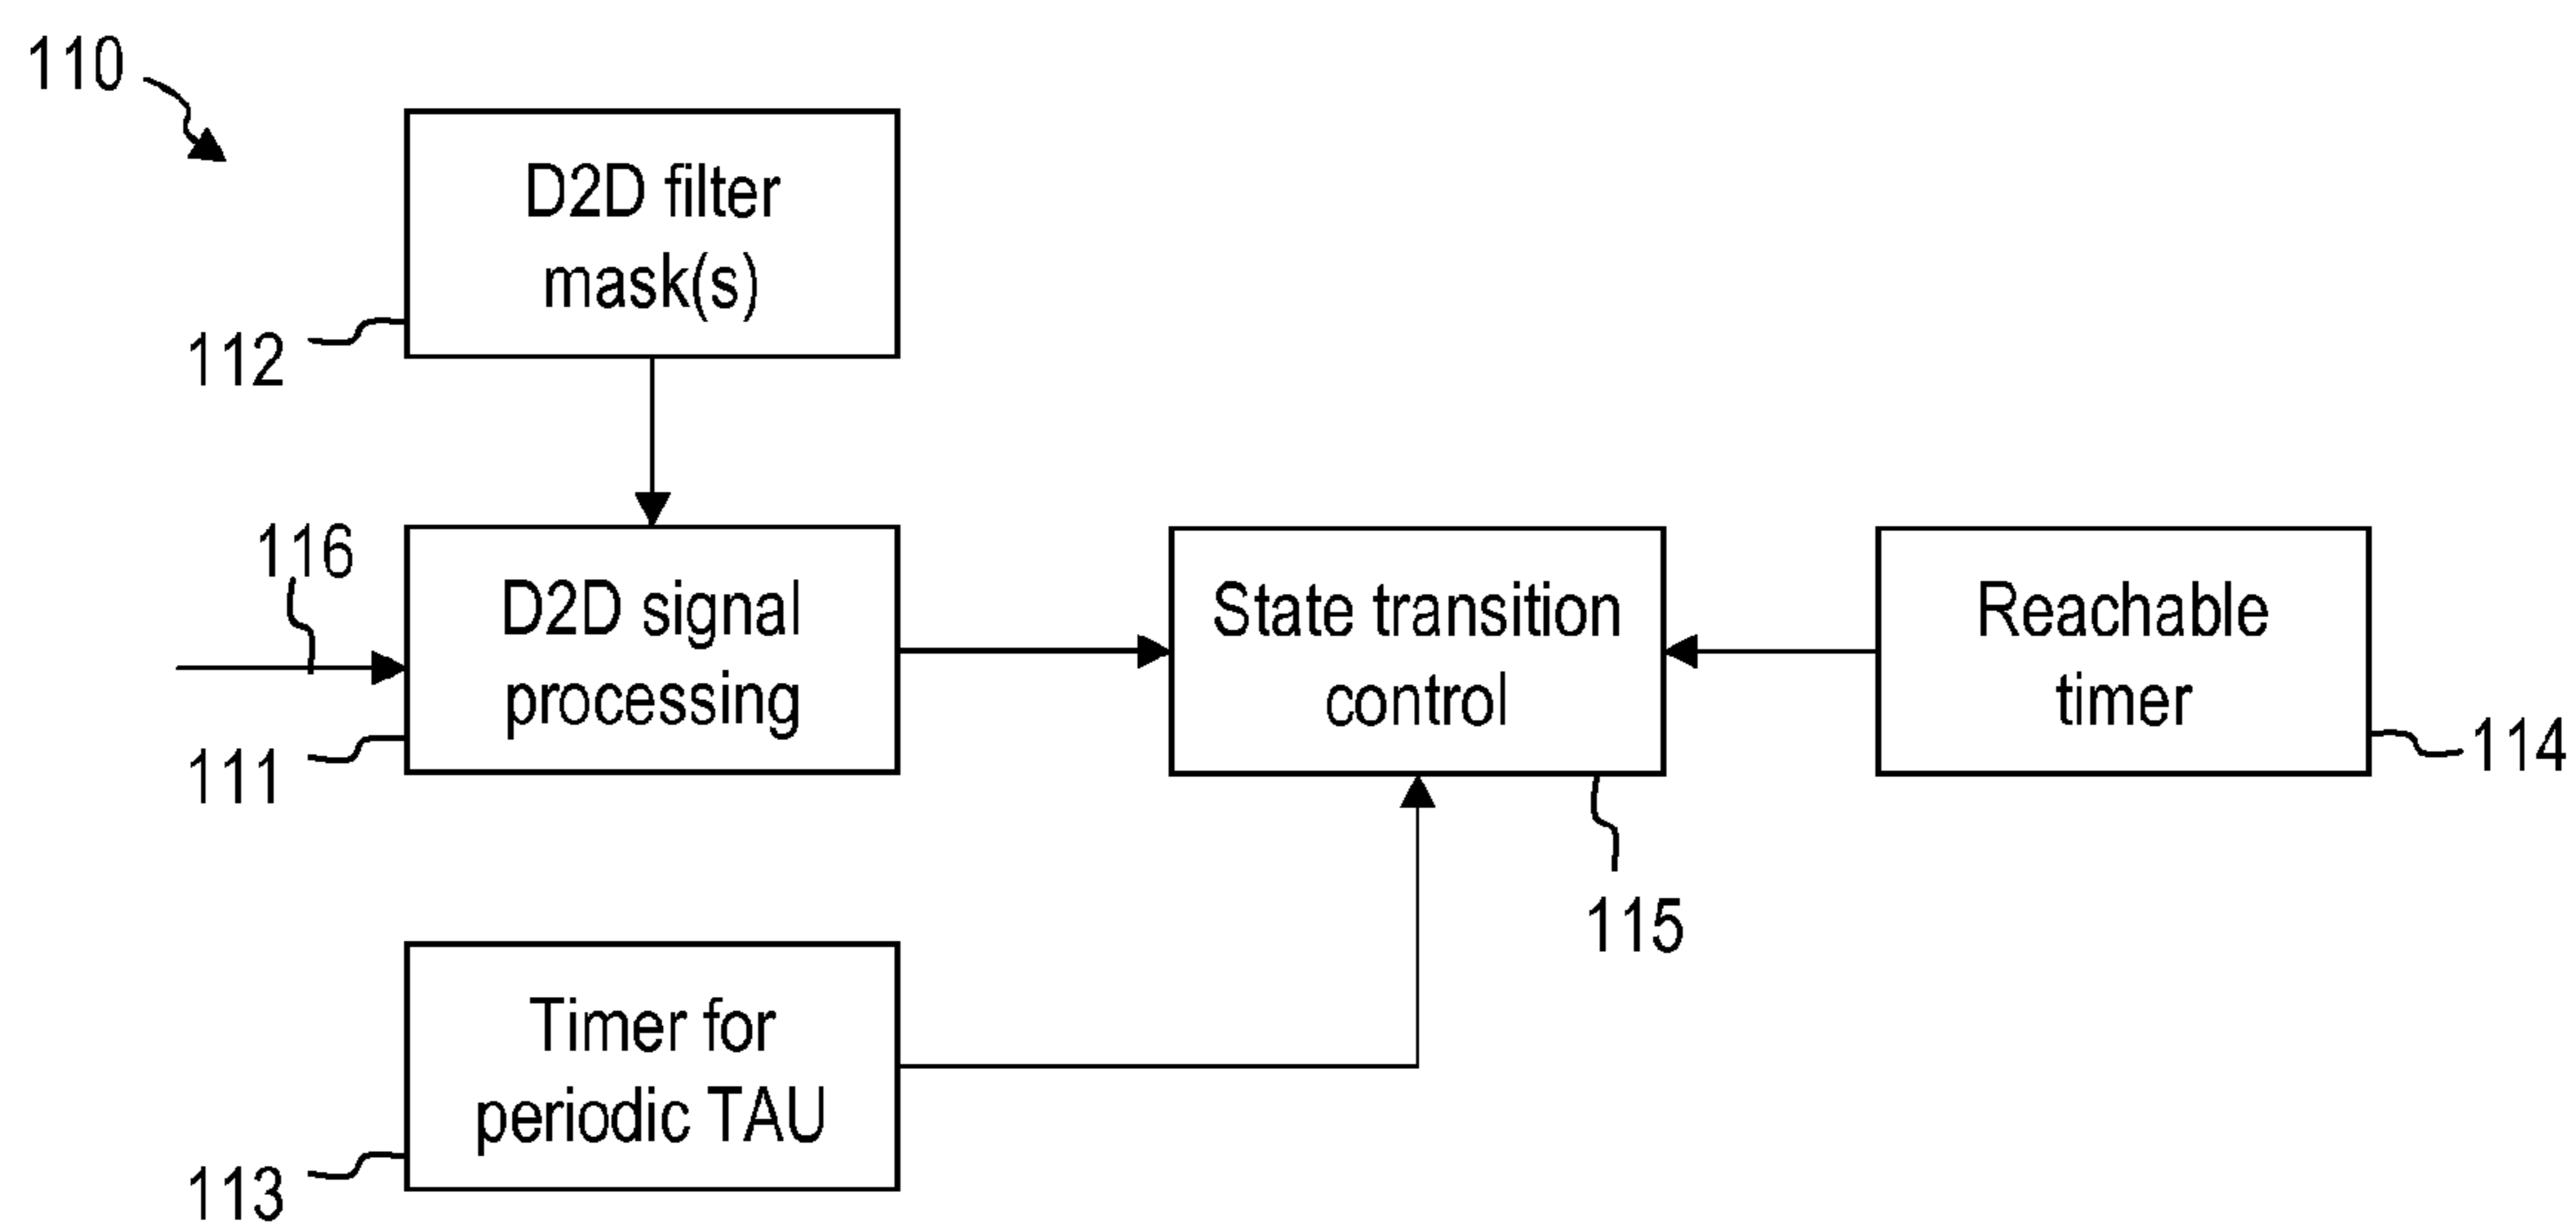 110
D2D filter
mask(s)
112
116
D2D signal
processing
111
State transition
control
115
Reachable
timer
114
Timer for
periodic TAU
113